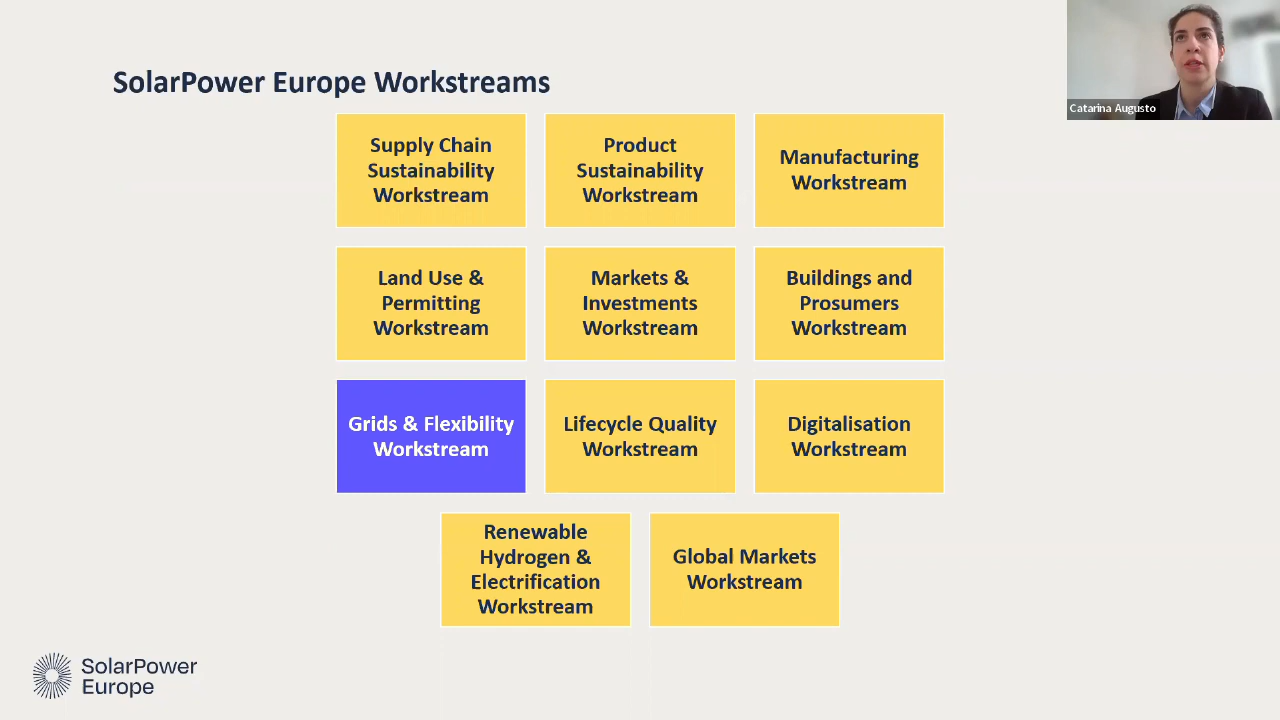 SolarPower Europe Workstreams
Catarina Augusto
Supply Chain
Sustainability
Workstream
Product
Sustainability
Workstream
Manufacturing
Workstream
Land Use &
Permitting
Workstream
Markets &
Investments
Workstream
Buildings and
Prosumers
Workstream
Grids & Flexibility
Workstream
Lifecycle Quality
Workstream
Digitalisation
Workstream
Renewable
Hydrogen &
Electrification
Workstream
Global Markets
Workstream
SolarPower
Europe